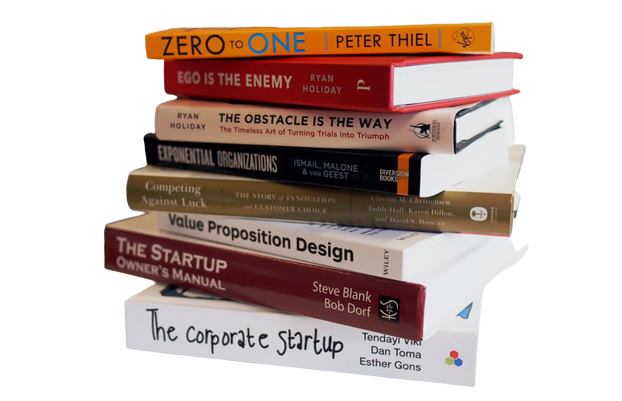 ZERO TO ONE | PETER THIEL |
EGO IS THE ENEMY RYAN
HOLIDAY P
RYAN
HOLIDAY
THE OBSTACLE IS THE WAY
The Timeless Art of Turning Trials into Triumph
EXPONENTIAL ORGANIZATIONS
ISMAIL, MALONE
& VAN GEEST
DIVERSION
BOOKS
Competing
Against Luck
THE STORY OF INNOVATION
AND CUSTOMER CHOICE
Clayton M. Christensen
Taddy Hall, Karen Dillon,
and David S. Duncan
Value Proposition Design
WILEY
THE STARTUP
OWNER'S MANUAL
Steve Blank
Bob Dorf
The corporate startup
Tendayi Viki
Dan Toma
Esther Gons